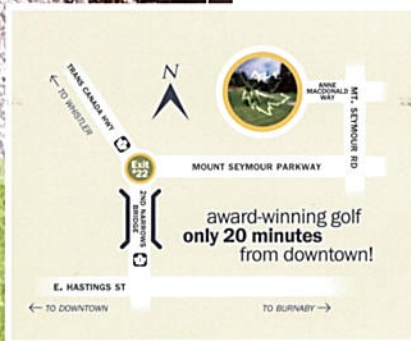 N
TRANS CANADA HWY
TO WHISTLER
ANNE
MACDONALD
WAY
MT. SEYMOUR RD
Exit
#22
MOUNT SEYMOUR PARKWAY
2ND NARROWS
BRIDGE
award-winning golf
only 20 minutes
from downtown!
E. HASTINGS ST
← TO DOWNTOWN
TO BURNABY →